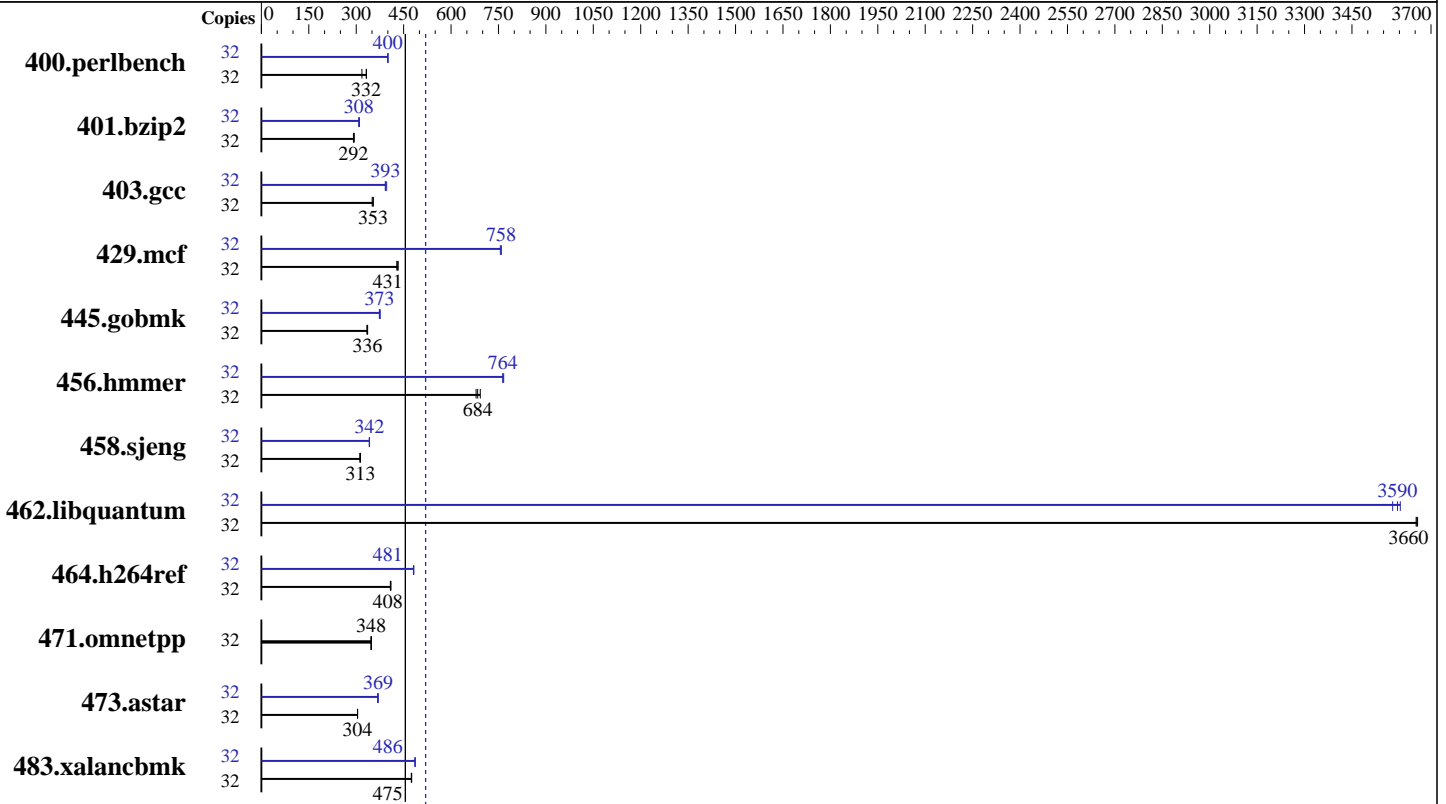 Copies 0 150 300 450 600 750 900 1050 1200 1350 1500 1650 1800 1950 2100 2250 2400 2550 2700 2850 3000 3150 3300 3450 3700
400.perlbench 32 400
32 332
401.bzip2 32 308
32 292
403.gcc 32 393
32 353
429.mcf 32 758
32 431
445.gobmk 32 373
32 336
456.hmmer 32 764
32 684
458.sjeng 32 342
32 313
462.libquantum 32 3590
32 3660
464.h264ref 32 481
32 408
471.omnetpp 32 348
473.astar 32 369
32 304
483.xalancbmk 32 486
32 475